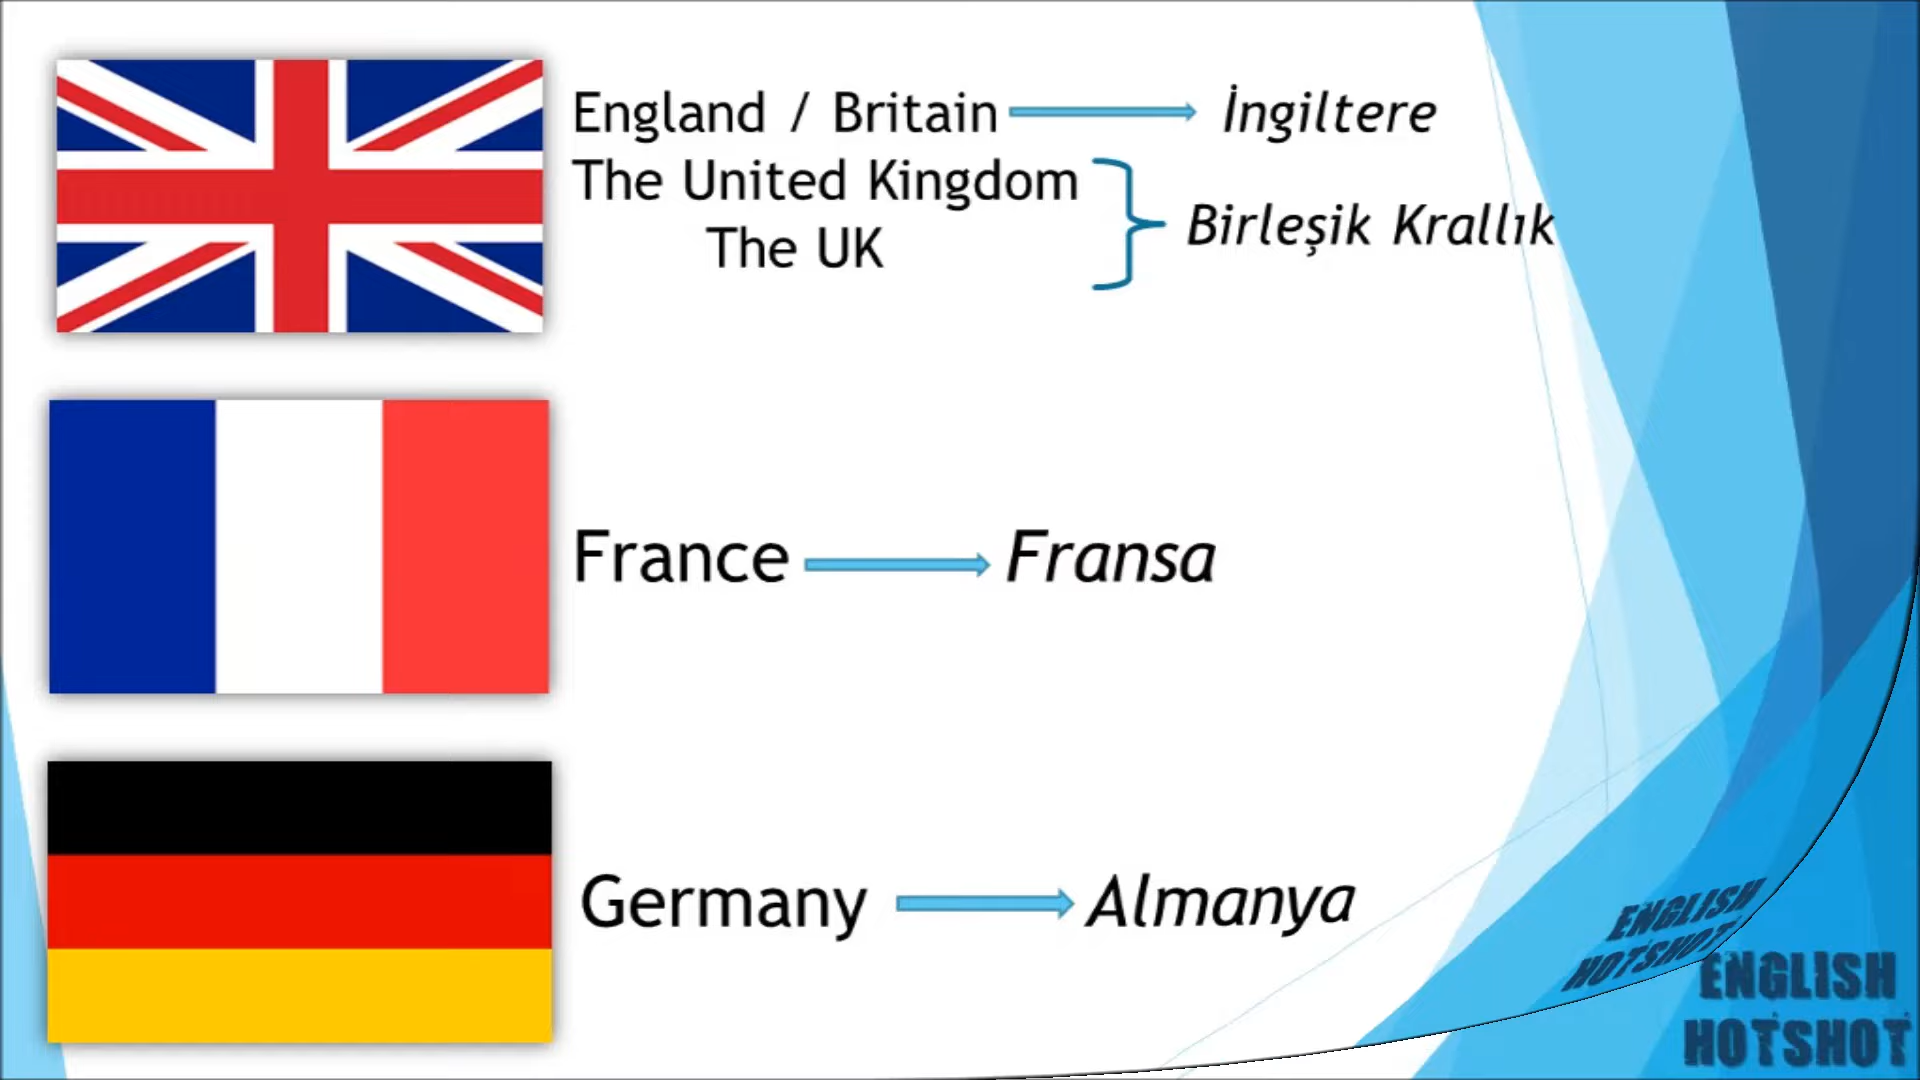 England / Britain İngiltere
The United Kingdom
The UK
Birleşik Krallık
France Fransa
Germany Almanya
ENGLISH
HOTSHOT
ENGLISH
HOTSHOT